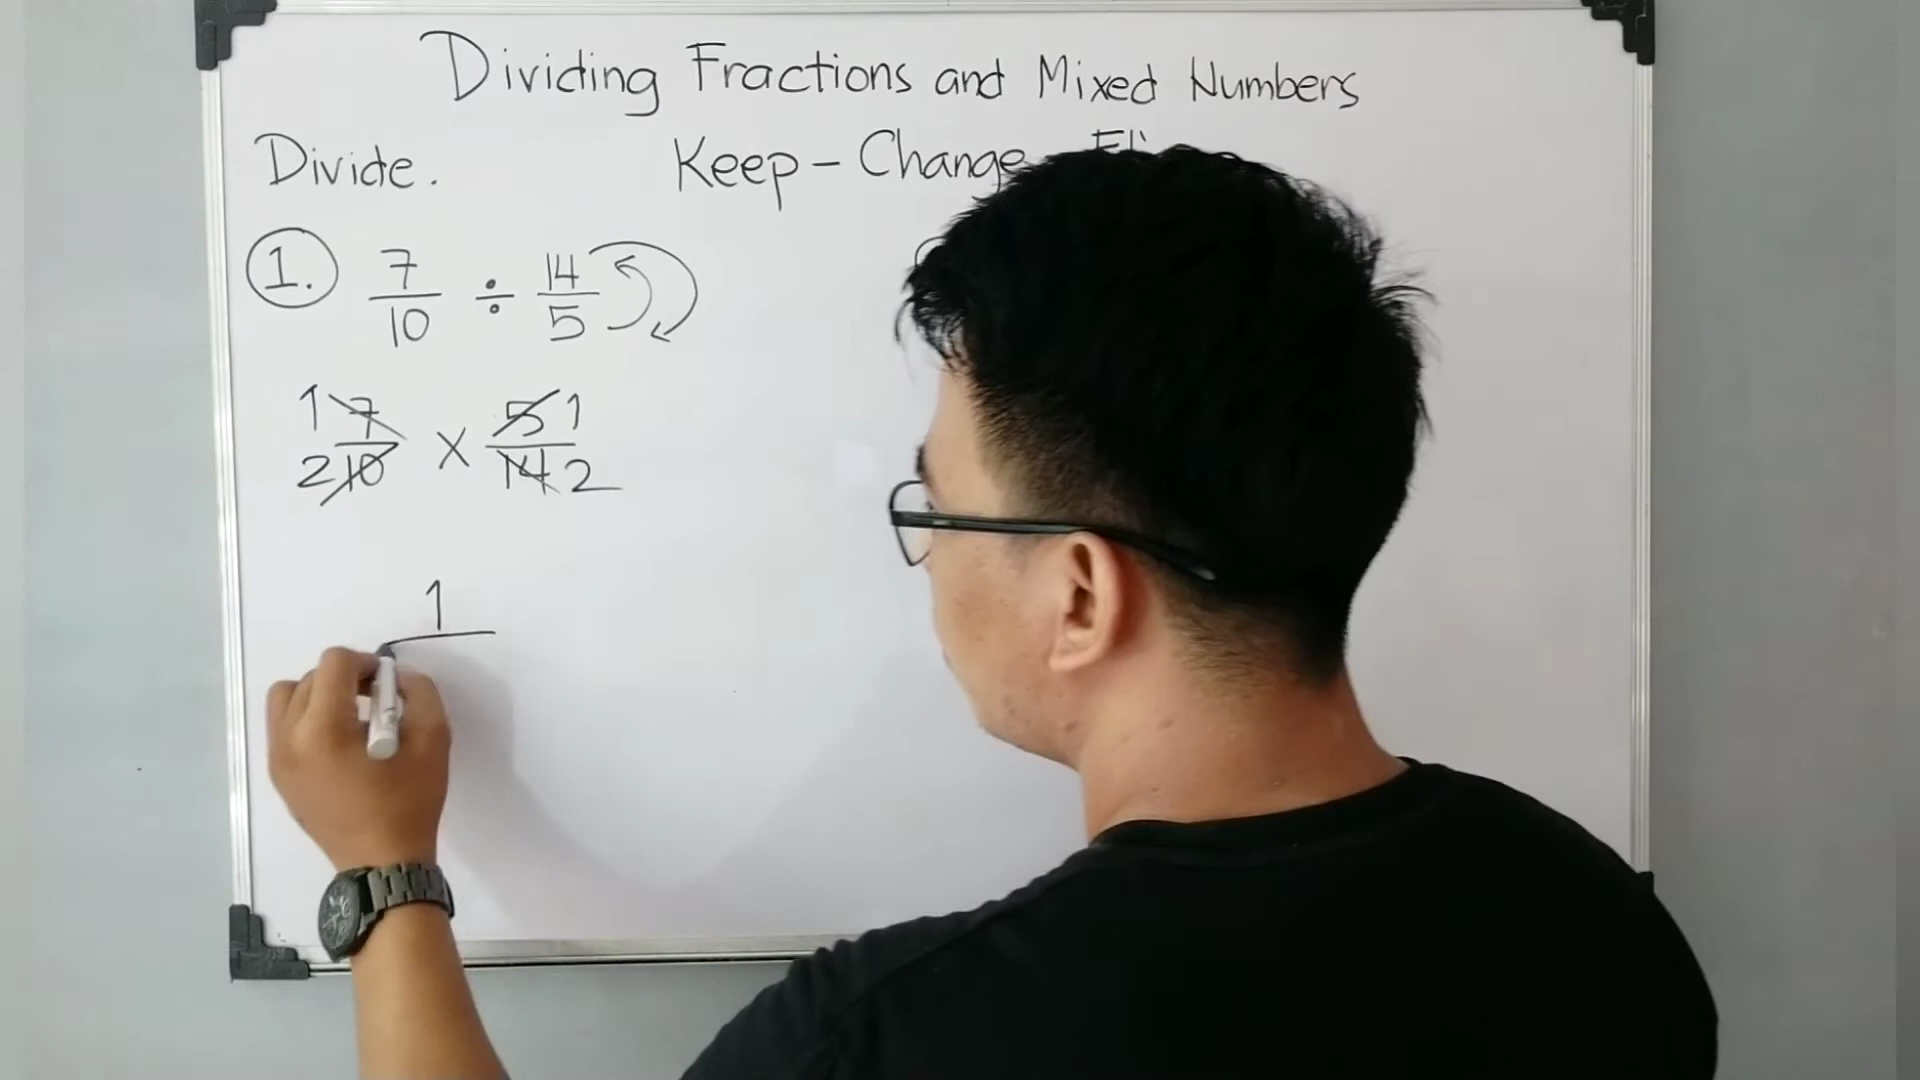 Dividing Fractions and Mixed Numbers
Divide.
Keep - Change
1. 7/10 ÷ 14/5
1 7/2 10 × 5 1/14 2
1